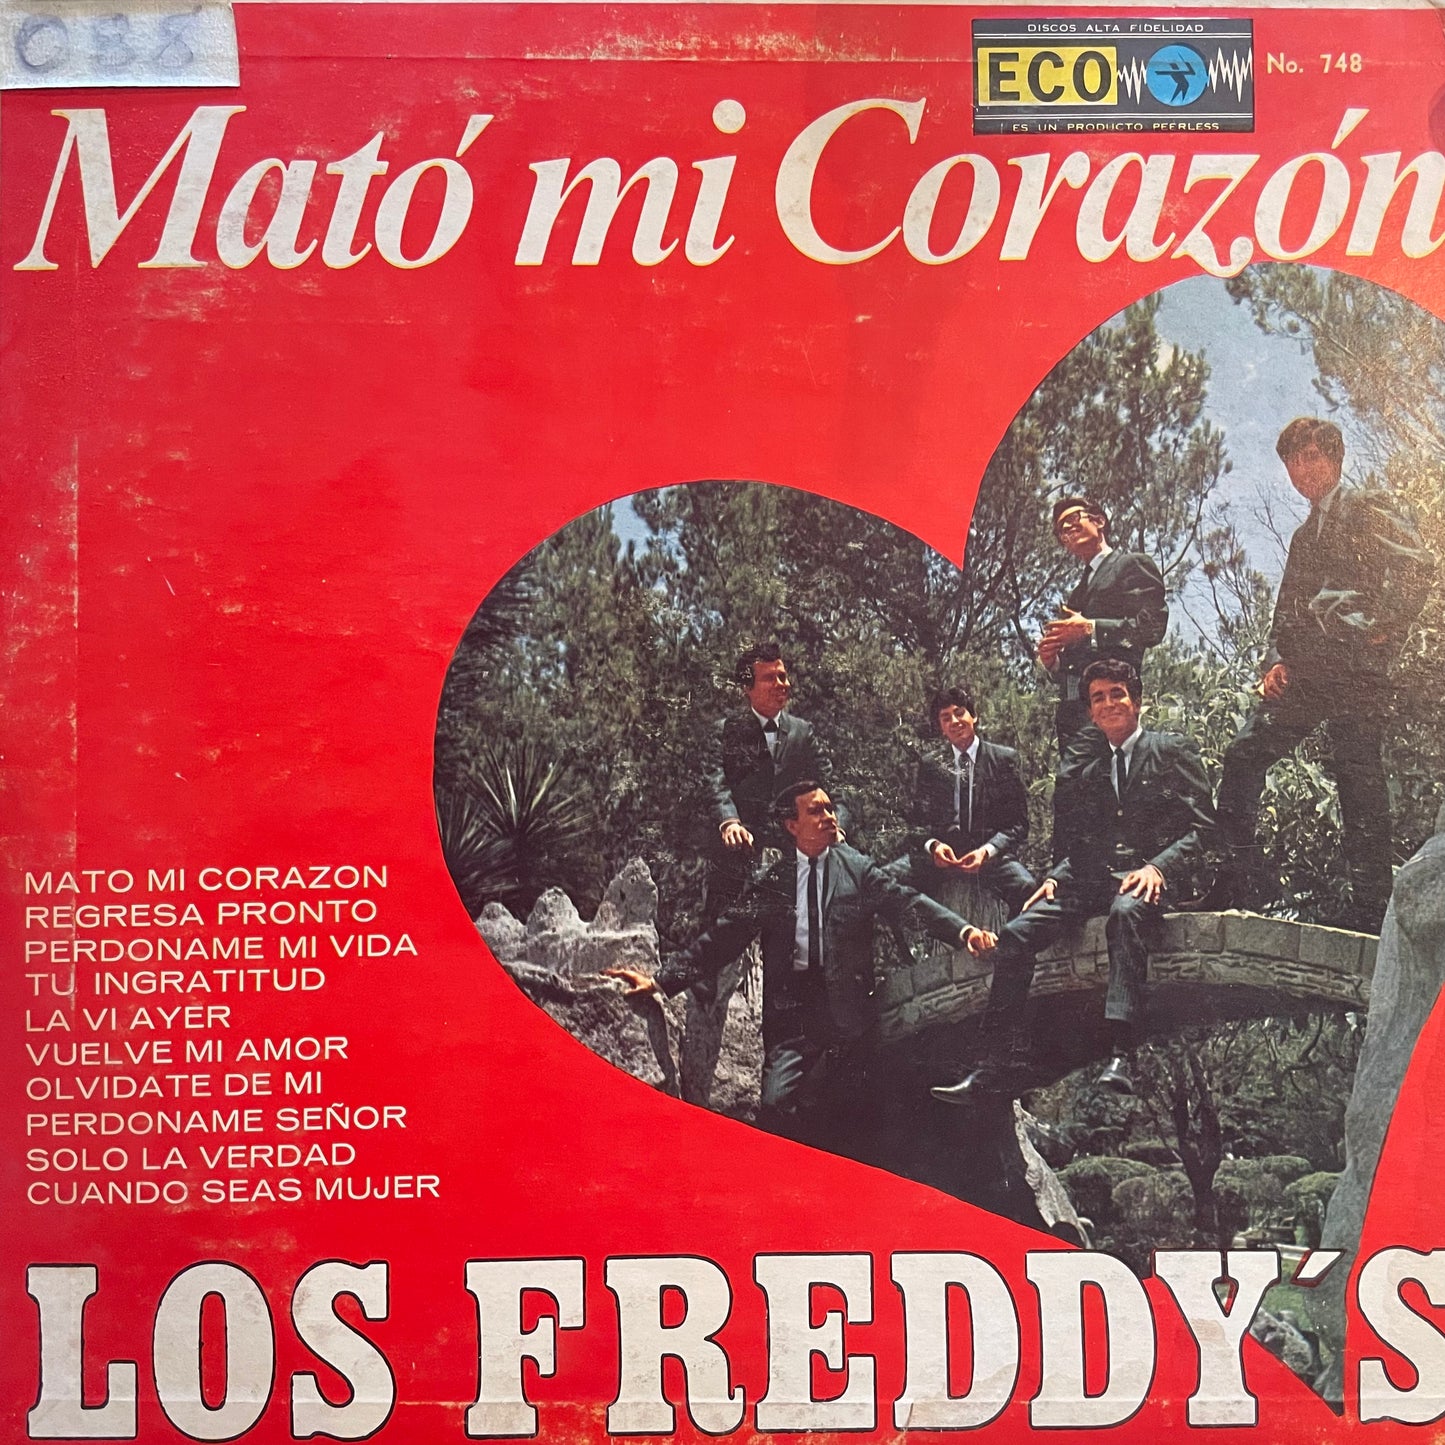 088
DISCOS ALTA FIDELIDAD
ECO
No. 748
ES UN PRODUCTO PEERLESS
Mató mi Corazón
MATO MI CORAZON
REGRESA PRONTO
PERDONAME MI VIDA
TU INGRATITUD
LA VI AYER
VUELVE MI AMOR
OLVIDATE DE MI
PERDONAME SEÑOR
SOLO LA VERDAD
CUANDO SEAS MUJER
LOS FREDDY´S